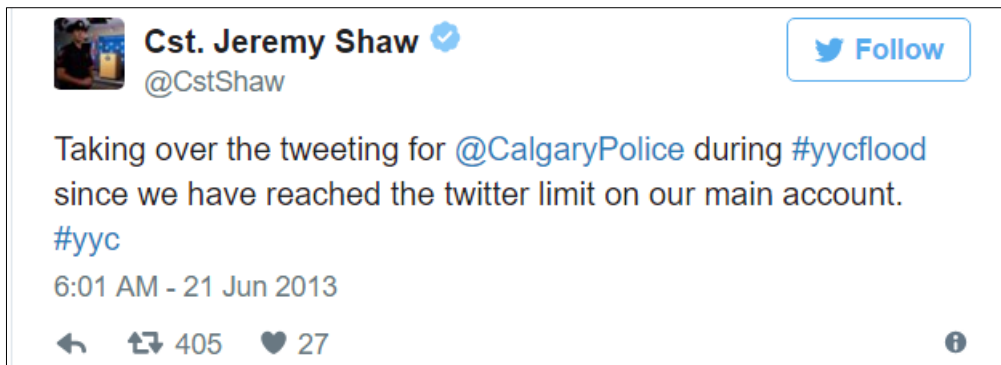 Cst. Jeremy Shaw
Follow
@CstShaw
Taking over the tweeting for @CalgaryPolice during #yycflood
since we have reached the twitter limit on our main account.
#yyc
6:01 AM - 21 Jun 2013
405 27